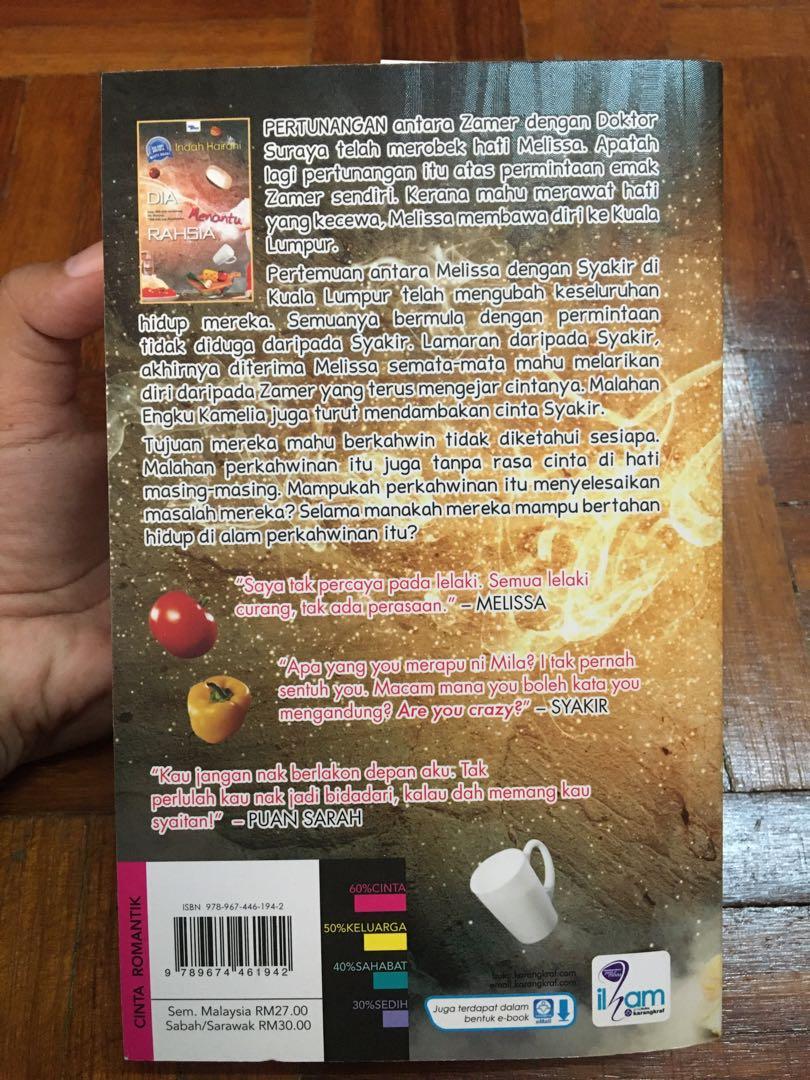 Indah Hairani
DIA
Menantu
RAHSIA
PERTUNANGAN antara Zamer dengan Doktor
Suraya telah merobek hati Melissa. Apatah
lagi pertunangan itu atas permintaan emak
Zamer sendiri. Kerana mahu merawat hati
yang kecewa, Melissa membawa diri ke Kuala
Lumpur.
Pertemuan antara Melissa dengan Syakir di
Kuala Lumpur telah mengubah keseluruhan
hidup mereka. Semuanya bermula dengan permintaan
tidak diduga daripada Syakir. Lamaran daripada Syakir,
akhirnya diterima Melissa semata-mata mahu melarikan
diri daripada Zamer yang terus mengejar cintanya. Malahan
Engku Kamelia juga turut mendambakan cinta Syakir.
Tujuan mereka mahu berkahwin tidak diketahui sesiapa.
Malahan perkahwinan itu juga tanpa rasa cinta di hati
masing-masing. Mampukah perkahwinan itu menyelesaikan
masalah mereka? Selama manakah mereka mampu bertahan
hidup di alam perkahwinan itu?
"Saya tak percaya pada lelaki. Semua lelaki
curang, tak ada perasaan." – MELISSA
"Apa yang you merapu ni Mila? I tak pernah
sentuh you. Macam mana you boleh kata you
mengandung? Are you crazy?" – SYAKIR
"Kau jangan nak berlakon depan aku. Tak
perlulah kau nak jadi bidadari, kalau dah memang kau
syaitan!" – PUAN SARAH
CINTA ROMANTIK
ISBN 978-967-446-194-2
9 789674 461942
Sem. Malaysia RM27.00
Sabah/Sarawak RM30.00
60%CINTA
50%KELUARGA
40%SAHABAT
30%SEDIH
karangkraf.com
emall.karangkraf.com
Juga terdapat dalam
bentuk e-book
eMall
ilham
karangkraf